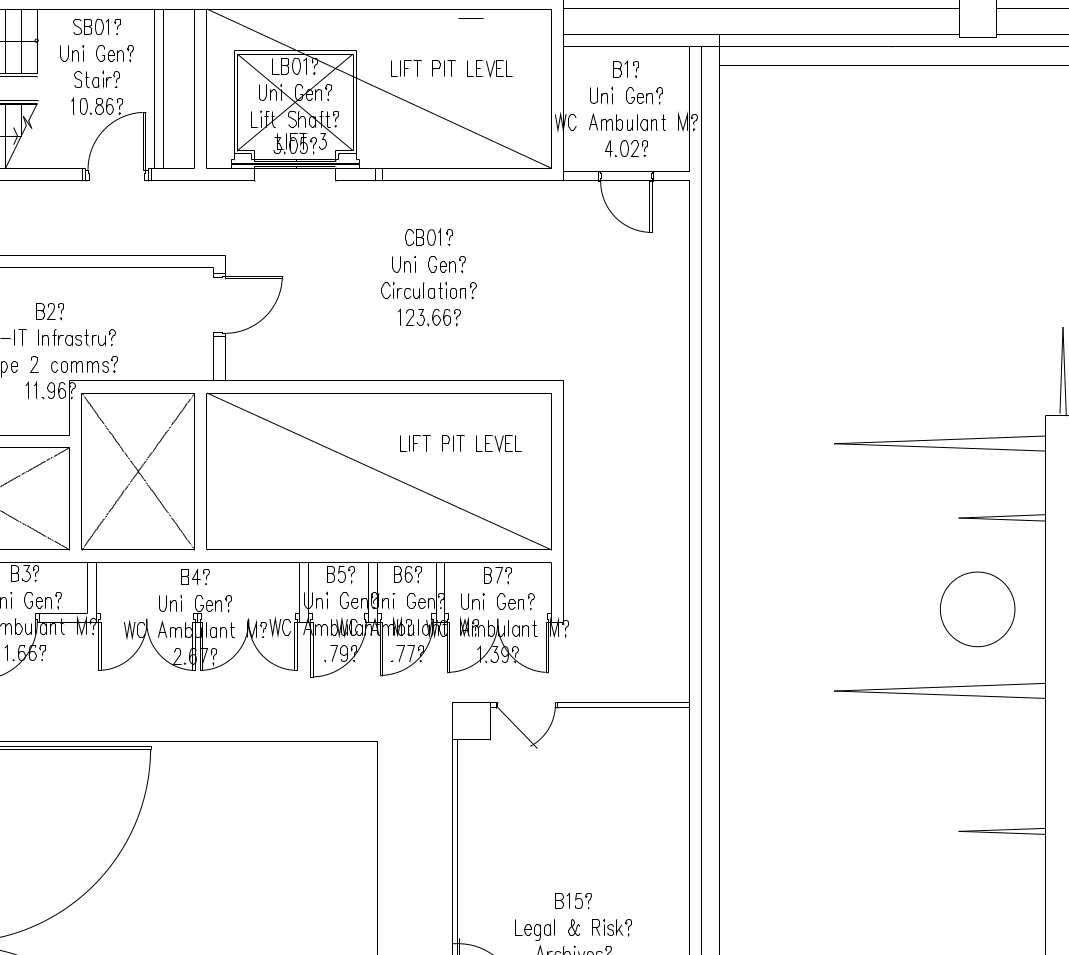 SB01?
Uni Gen?
Stair?
10.86?
LB01?
Uni Gen?
Lift Shaft?
3.05?
LIFT 3
LIFT PIT LEVEL
B1?
Uni Gen?
WC Ambulant M?
4.02?
CB01?
Uni Gen?
Circulation?
123.66?
B2?
-IT Infrastru?
pe 2 comms?
11.96?
LIFT PIT LEVEL
B3?
ni Gen?
mbulant M?
1.66?
B4?
Uni Gen?
WC Ambulant M?
2.67?
B5?
Uni Gen?
WC Ambulant M?
.79?
B6?
Uni Gen?
WC Ambulant M?
.77?
B7?
Uni Gen?
WC Ambulant M?
1.39?
B15?
Legal & Risk?
Archives?